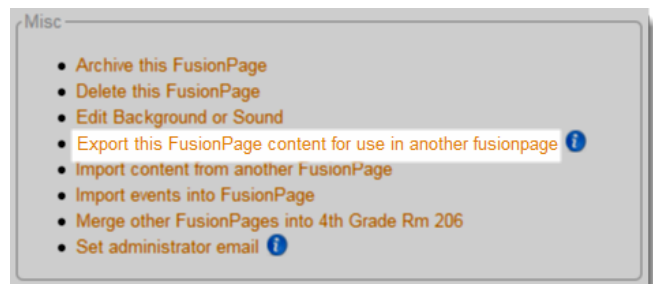 Misc
Archive this FusionPage
Delete this FusionPage
Edit Background or Sound
Export this FusionPage content for use in another fusionpage
Import content from another FusionPage
Import events into FusionPage
Merge other FusionPages into 4th Grade Rm 206
Set administrator email